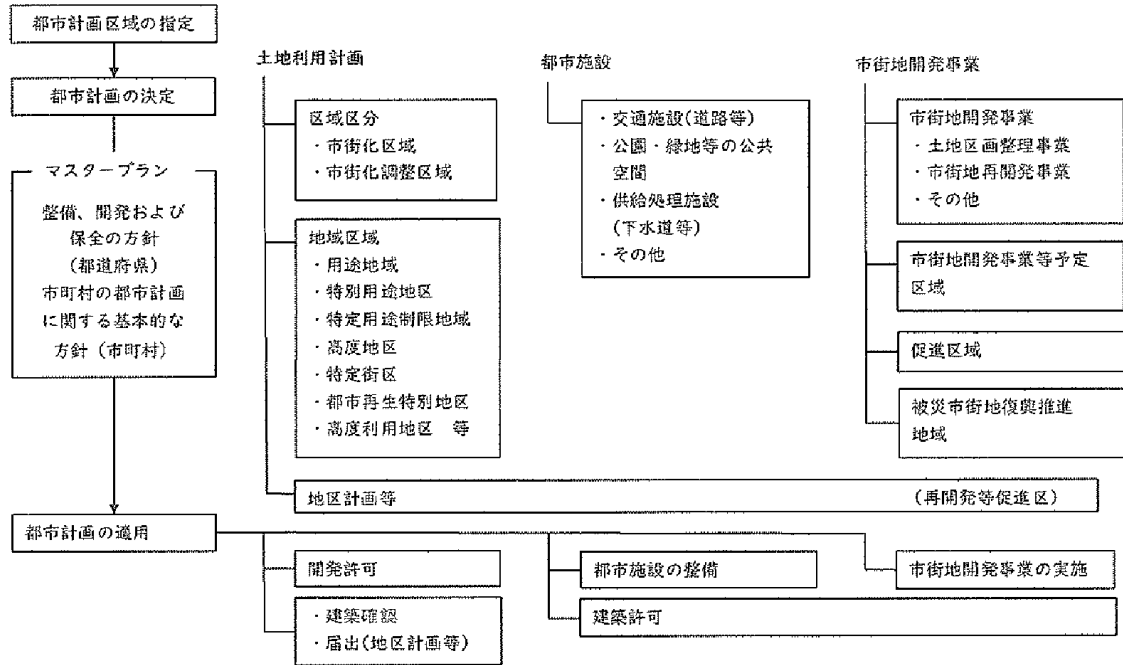 都市計画区域の指定
都市計画の決定
マスタープラン
整備、開発および
保全の方針
(都道府県)
市町村の都市計画
に関する基本的な
方針（市町村）
都市計画の適用
土地利用計画
区域区分
・市街化区域
・市街化調整区域
地域区域
・用途地域
・特別用途地区
・特定用途制限地域
・高度地区
・特定街区
・都市再生特別地区
・高度利用地区　等
地区計画等
(再開発等促進区)
都市施設
・交通施設(道路等)
・公園・緑地等の公共
空間
・供給処理施設
(下水道等)
・その他
市街地開発事業
市街地開発事業
・土地区画整理事業
・市街地再開発事業
・その他
市街地開発事業等予定
区域
促進区域
被災市街地復興推進
地域
開発許可
・建築確認
・届出(地区計画等)
都市施設の整備
市街地開発事業の実施
建築許可